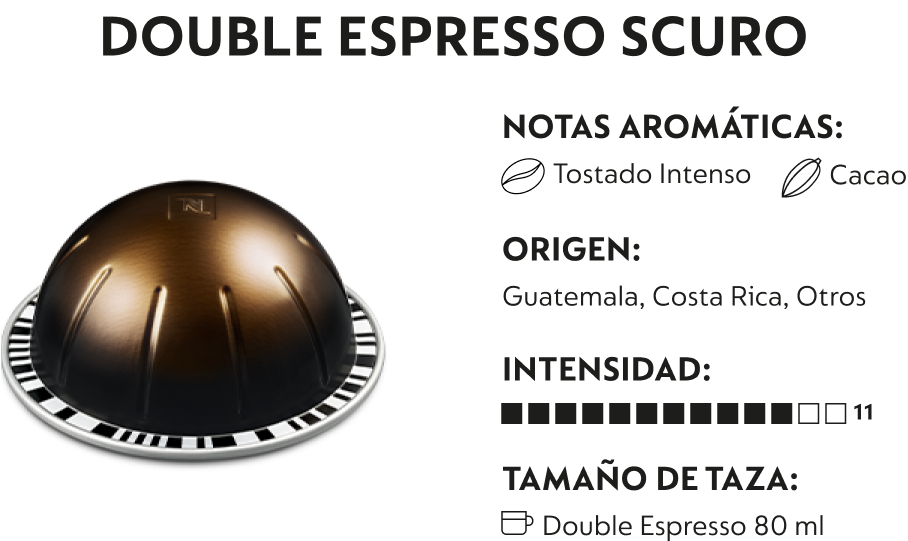 DOUBLE ESPRESSO SCURO
NOTAS AROMÁTICAS:
Tostado Intenso Cacao
ORIGEN:
Guatemala, Costa Rica, Otros
INTENSIDAD:
11
TAMAÑO DE TAZA:
Double Espresso 80 ml